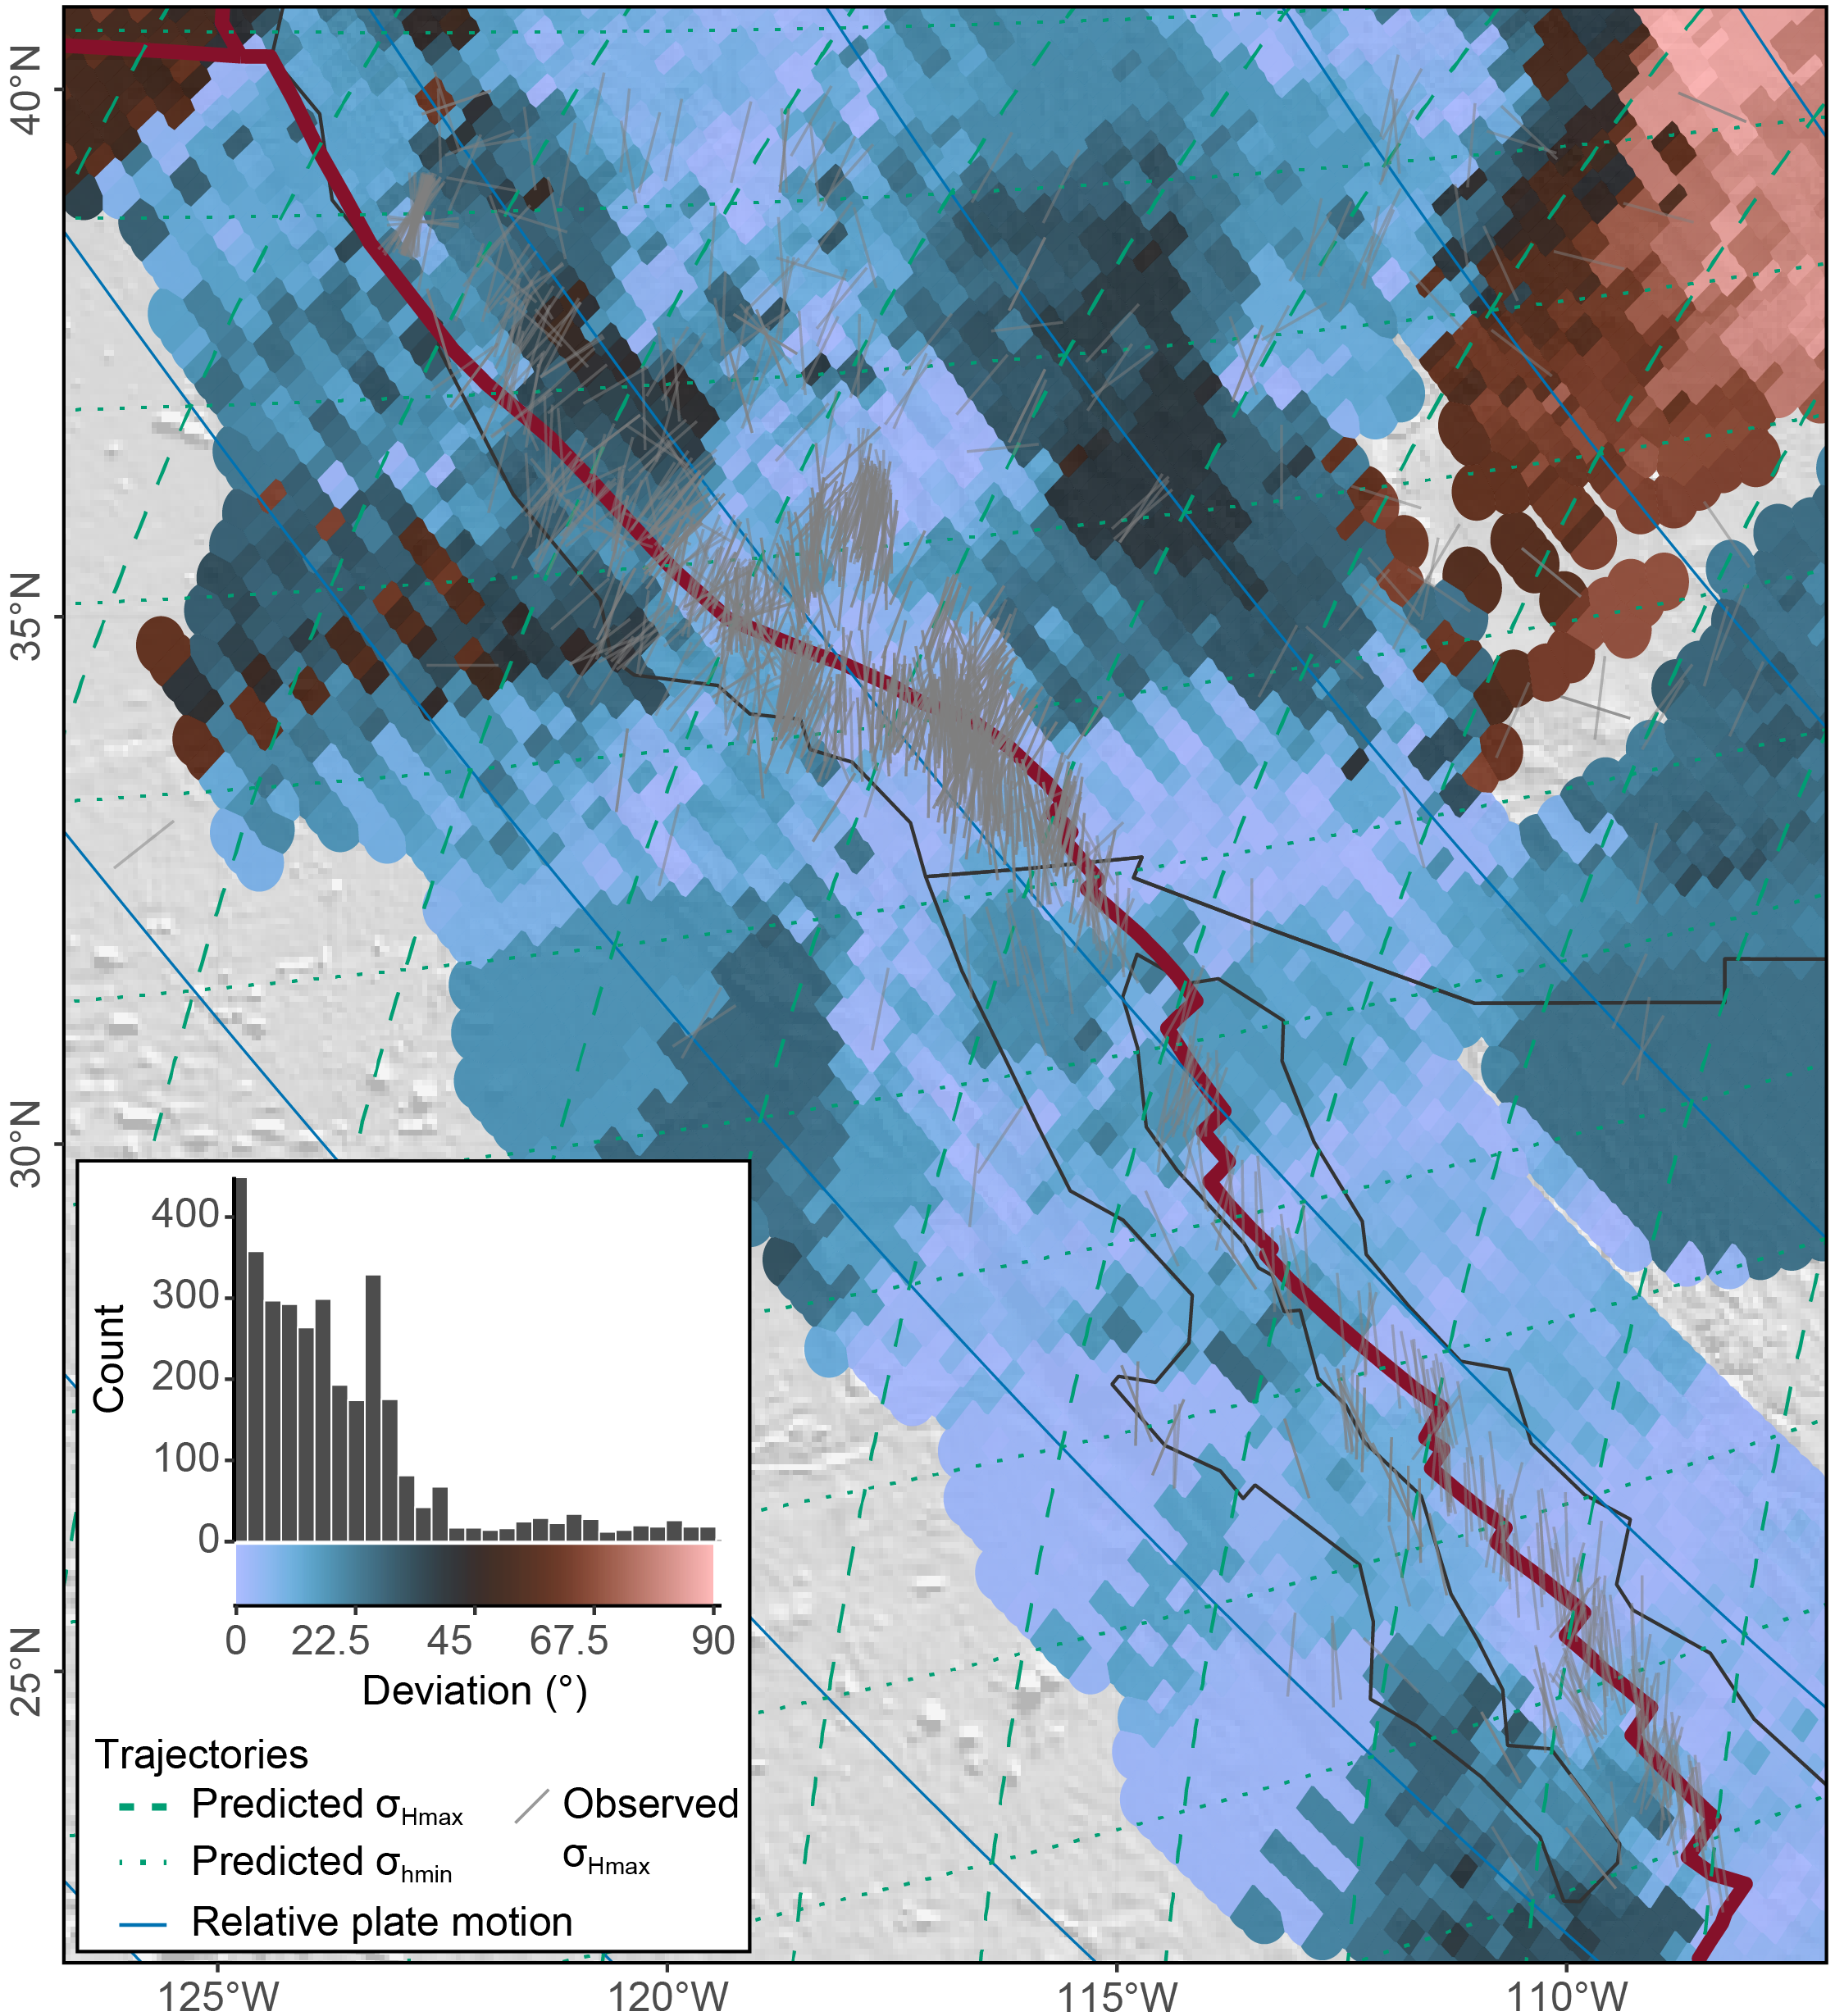 40°N
35°N
30°N
25°N
400
300
200
100
0
Count
0 22.5 45 67.5 90
Deviation (°)
Trajectories
Predicted σHmax
Observed σHmax
Predicted σhmin
Relative plate motion
125°W 120°W 115°W 110°W